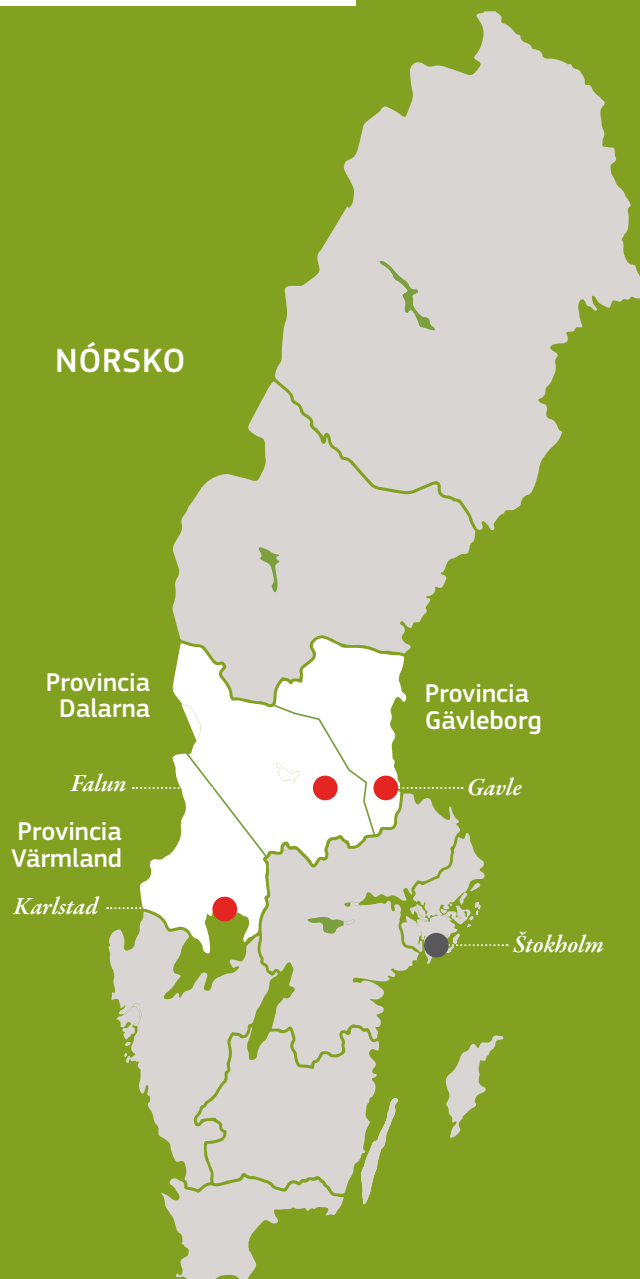 NÓRSKO
Provincia
Dalarna
Provincia
Gävleborg
Falun
Gavle
Provincia
Värmland
Karlstad
Štokholm